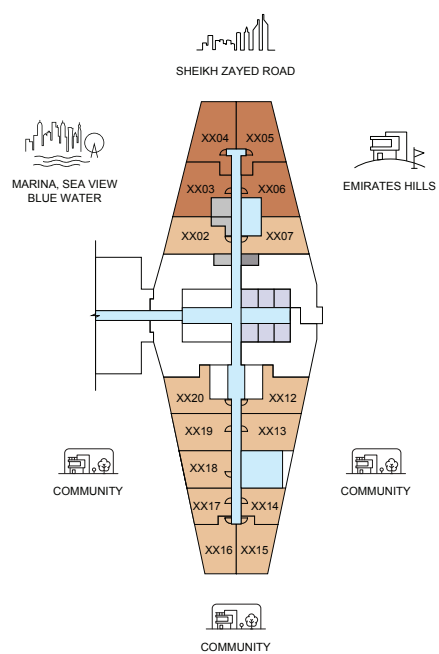 SHEIKH ZAYED ROAD
XX04 XX05
MARINA, SEA VIEW
BLUE WATER
EMIRATES HILLS
XX03 XX06
XX02 XX07
XX20 XX12
XX19 XX13
XX18
COMMUNITY
COMMUNITY
XX17 XX14
XX16 XX15
COMMUNITY